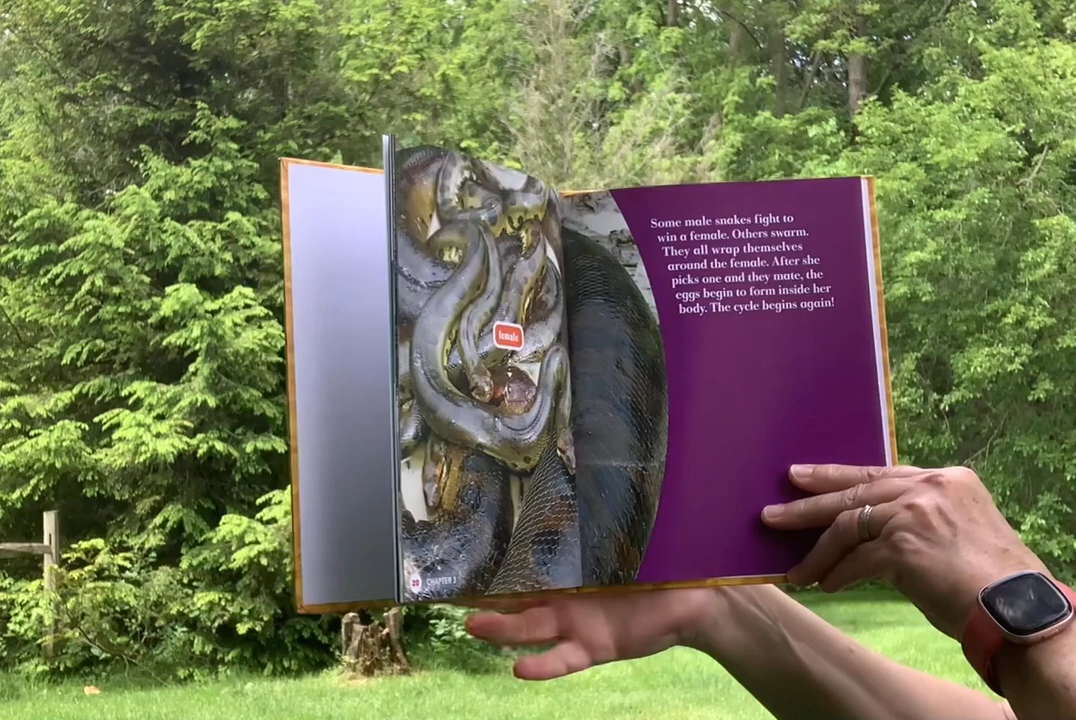 female
20 CHAPTER 3
Some male snakes fight to
win a female. Others swarm.
They all wrap themselves
around the female. After she
picks one and they mate, the
eggs begin to form inside her
body. The cycle begins again!